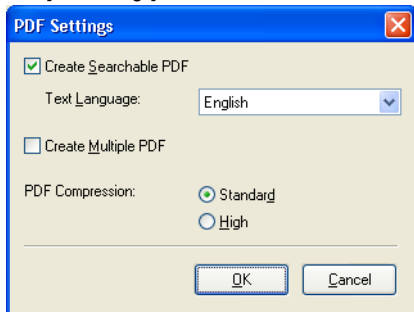 PDF Settings
Create Searchable PDF
Text Language: English
Create Multiple PDF
PDF Compression: Standard
High
OK Cancel